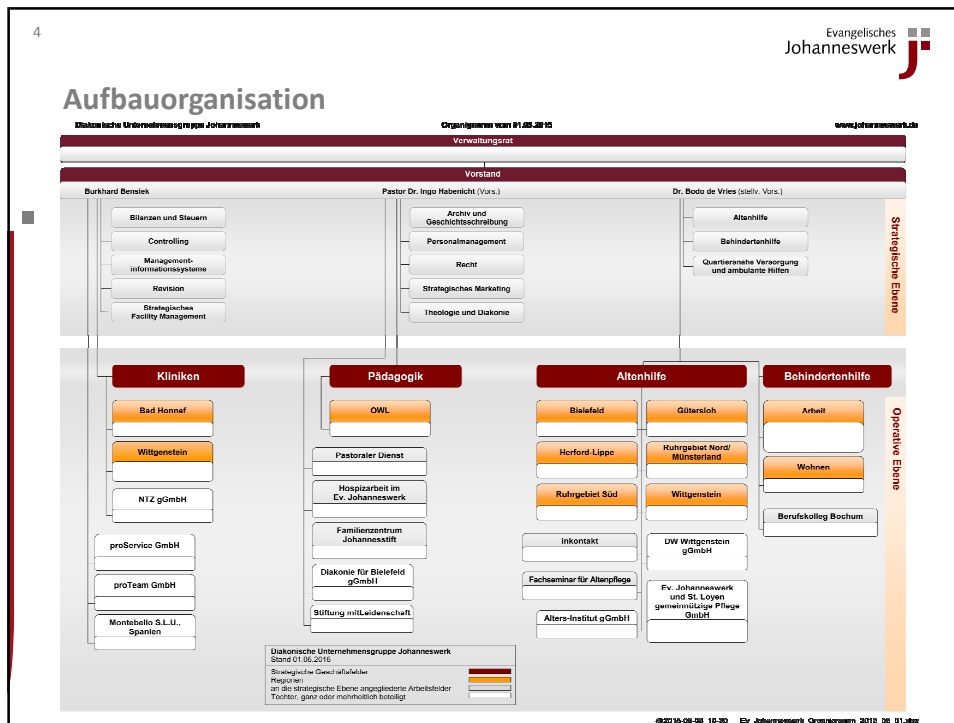 4
Evangelisches
Johanneswerk
Aufbauorganisation
Diakonische Unternehmensgruppe Johanneswerk
Organigramm vom 01.05.2015
www.johanneswerk.de
Verwaltungsrat
Vorstand
Burkhard Bensiek
Pastor Dr. Ingo Habenicht (Vors.)
Dr. Bodo de Vries (stellv. Vors.)
Bilanzen und Steuern
Controlling
Management-
informationssysteme
Revision
Strategisches
Facility Management
Archiv und
Geschichtsschreibung
Personalmanagement
Recht
Strategisches Marketing
Theologie und Diakonie
Altenhilfe
Behindertenhilfe
Quartiersnahe Versorgung
und ambulante Hilfen
Strategische Ebene
Kliniken
Bad Honnef
Wittgenstein
NTZ gGmbH
proService GmbH
proTeam GmbH
Montebello S.L.U.,
Spanien
Pädagogik
OWL
Pastoraler Dienst
Hospizarbeit im
Ev. Johanneswerk
Familienzentrum
Johannesstift
Diakonie für Bielefeld
gGmbH
Stiftung mitLeidenschaft
Altenhilfe
Bielefeld
Herford-Lippe
Ruhrgebiet Süd
inkontakt
Fachseminar für Altenpflege
Alters-Institut gGmbH
Gütersloh
Ruhrgebiet Nord/
Münsterland
Wittgenstein
DW Wittgenstein
gGmbH
Ev. Johanneswerk
und St. Loyen
gemeinnützige Pflege
GmbH
Behindertenhilfe
Arbeit
Wohnen
Berufskolleg Bochum
Operative Ebene
Diakonische Unternehmensgruppe Johanneswerk
Stand 01.05.2015
Strategische Geschäftsfelder
Regionen
an die strategische Ebene angegliederte Arbeitsfelder
Töchter, ganz oder mehrheitlich beteiligt